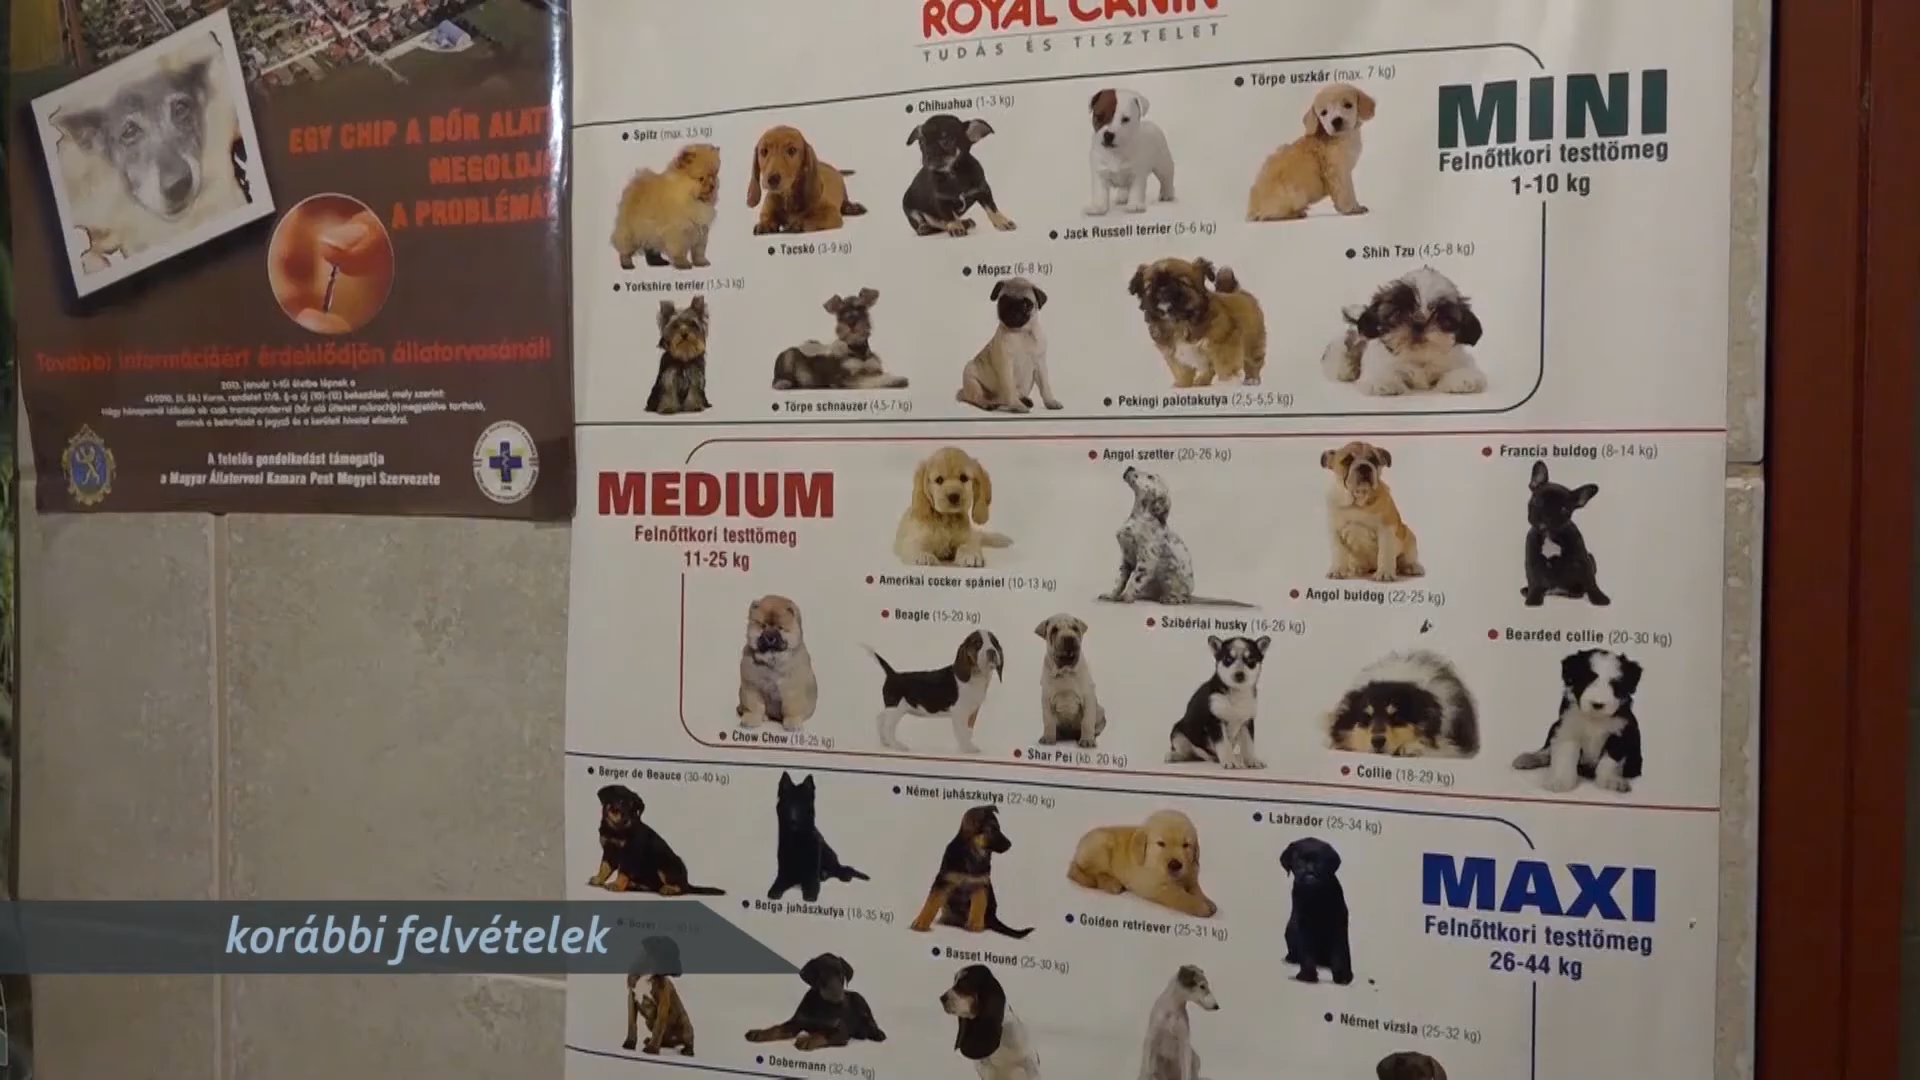 EGY CHIP A BŐR ALATT
MEGOLDJA
A PROBLÉMÁT
További információért érdeklődjön állatorvosánál!
2013. január 1-től életbe lépnek a
A felelős gondolkodást támogatja
a Magyar Állatorvosi Kamara Pest Megyei Szervezete
ROYAL CANIN
TUDÁS ÉS TISZTELET
MINI
Felnőttkori testtömeg
1-10 kg
Spitz (max. 3,5 kg)
Tacskó (3-9 kg)
Chihuahua (1-3 kg)
Jack Russell terrier (5-6 kg)
Törpe uszkár (max. 7 kg)
Yorkshire terrier (1,5-3 kg)
Törpe schnauzer (4,5-7 kg)
Mopsz (6-8 kg)
Pekingi palotakutya (2,5-5,5 kg)
Shih Tzu (4,5-8 kg)
MEDIUM
Felnőttkori testtömeg
11-25 kg
Amerikai cocker spániel (10-13 kg)
Angol szetter (20-26 kg)
Angol buldog (22-25 kg)
Francia buldog (8-14 kg)
Chow Chow (18-25 kg)
Beagle (15-20 kg)
Shar Pei (kb. 20 kg)
Szibériai husky (16-26 kg)
Collie (18-29 kg)
Bearded collie (20-30 kg)
MAXI
Felnőttkori testtömeg
26-44 kg
Berger de Beauce (30-40 kg)
Belga juhászkutya (18-35 kg)
Német juhászkutya (22-40 kg)
Golden retriever (25-31 kg)
Labrador (25-34 kg)
Dobermann (32-45 kg)
Basset Hound (25-30 kg)
Német vizsla (25-32 kg)
korábbi felvételek